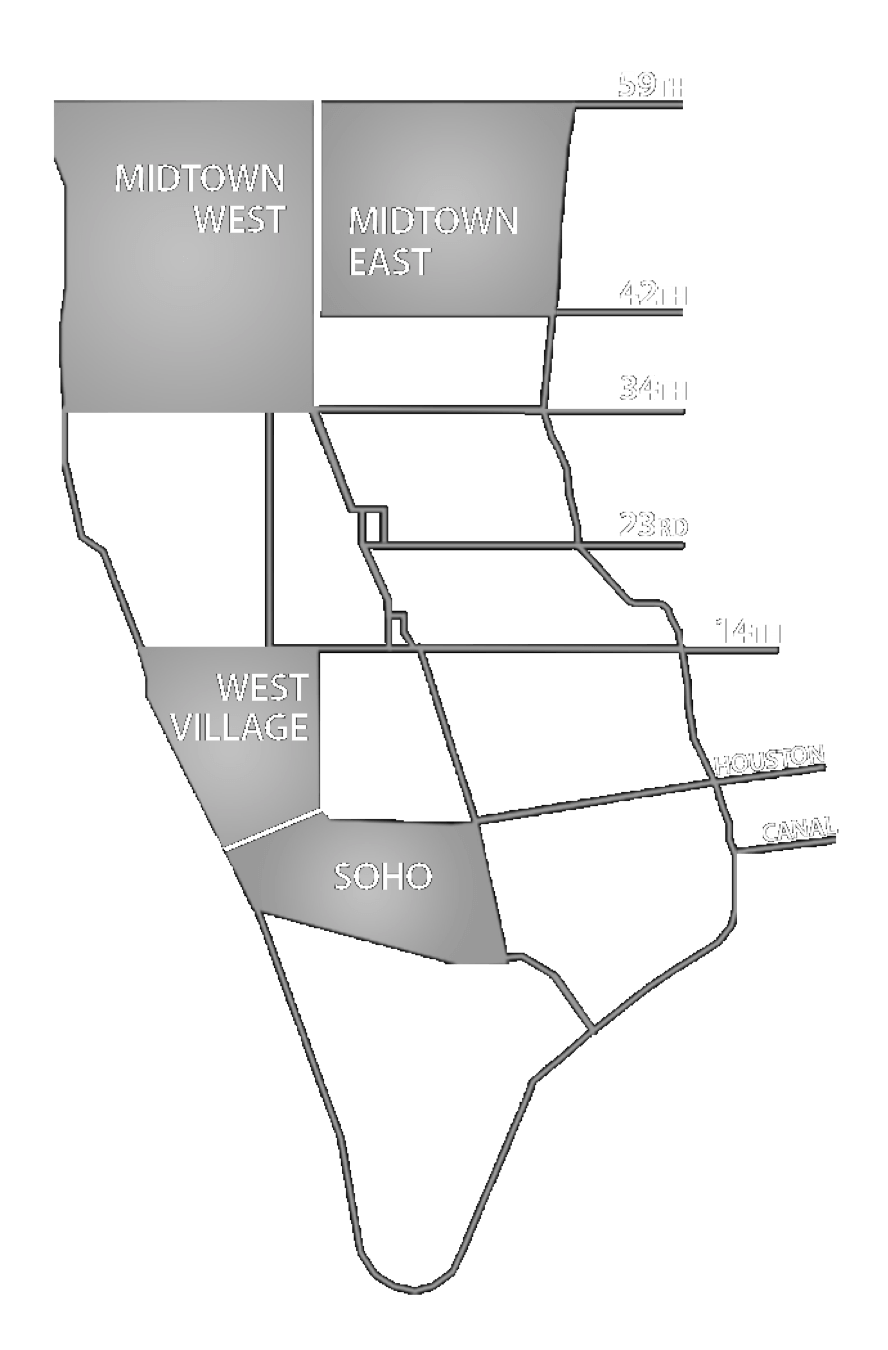 59TH
MIDTOWN
WEST
MIDTOWN
EAST
42TH
34TH
23RD
14TH
WEST
VILLAGE
HOUSTON
CANAL
SOHO